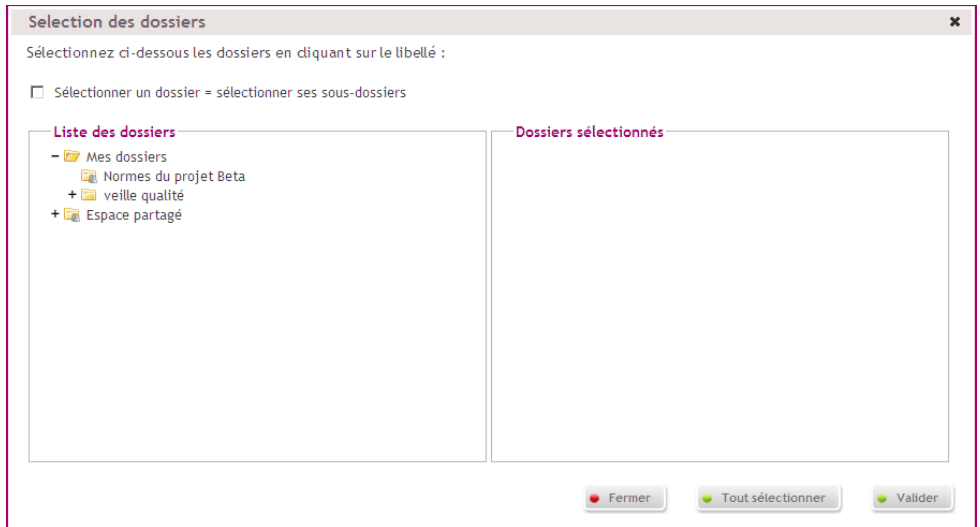 Selection des dossiers
Sélectionnez ci-dessous les dossiers en cliquant sur le libellé :
Sélectionner un dossier = sélectionner ses sous-dossiers
Liste des dossiers
Dossiers sélectionnés
Mes dossiers
Normes du projet Beta
veille qualité
Espace partagé
Fermer
Tout sélectionner
Valider